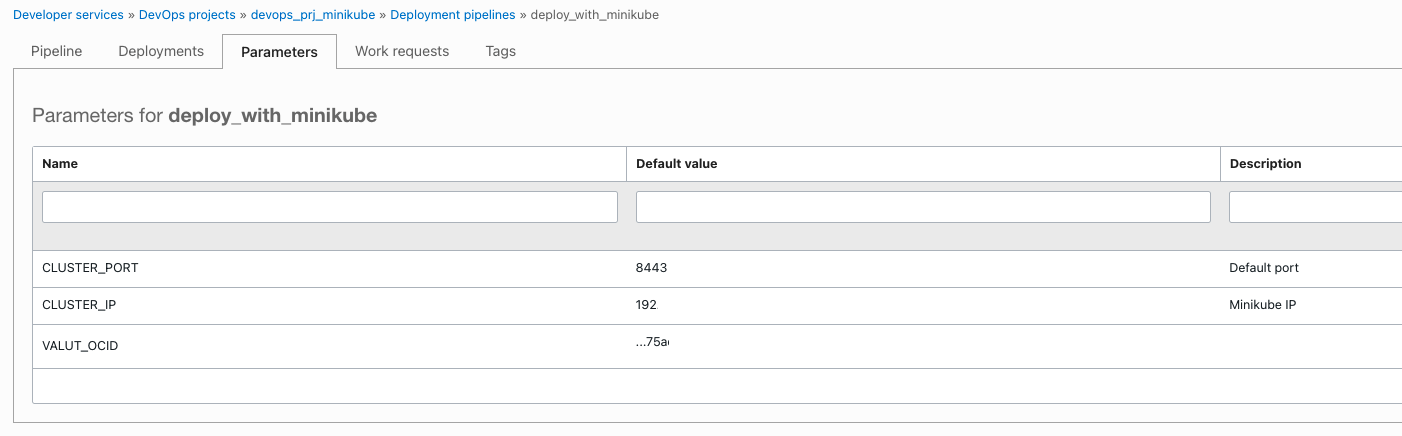 Developer services » DevOps projects » devops_prj_minikube » Deployment pipelines » deploy_with_minikube
Pipeline Deployments Parameters Work requests Tags
Parameters for deploy_with_minikube
Name Default value Description
CLUSTER_PORT 8443 Default port
CLUSTER_IP 192 Minikube IP
VALUT_OCID ...75a